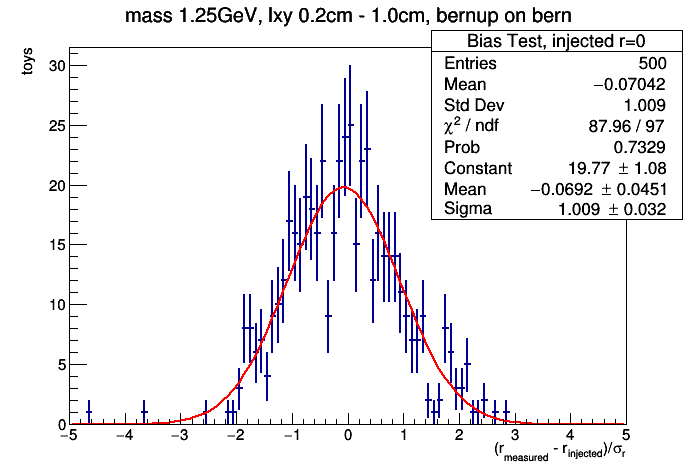 mass 1.25GeV, lxy 0.2cm - 1.0cm, bernup on bern
Bias Test, injected r=0
Entries 500
Mean −0.07042
Std Dev 1.009
χ² / ndf 87.96 / 97
Prob 0.7329
Constant 19.77 ± 1.08
Mean −0.0692 ± 0.0451
Sigma 1.009 ± 0.032
toys
30
25
20
15
10
5
0
−5 −4 −3 −2 −1 0 1 2 3 4 5
(r_measured - r_injected)/σ_r